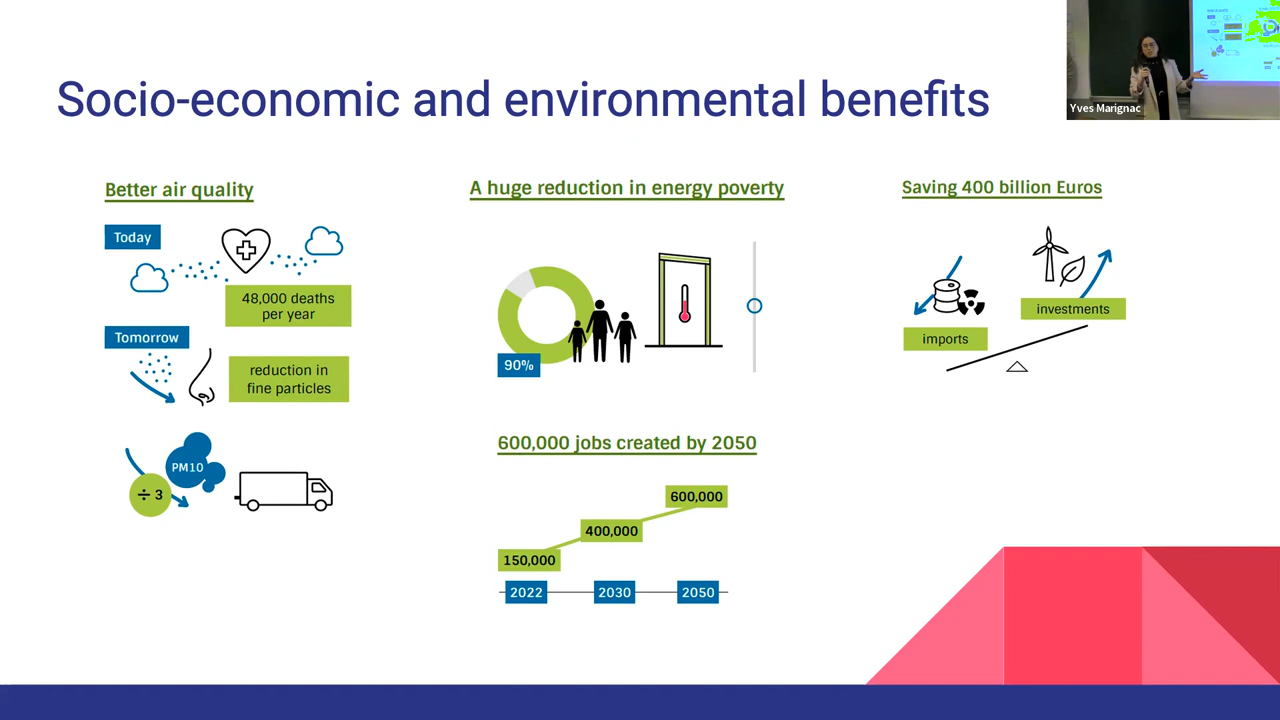 Socio-economic and environmental benefits
Yves Marignac
Better air quality
Today
48,000 deaths
per year
Tomorrow
reduction in
fine particles
PM10
÷ 3
A huge reduction in energy poverty
90%
600,000 jobs created by 2050
600,000
400,000
150,000
2022
2030
2050
Saving 400 billion Euros
investments
imports